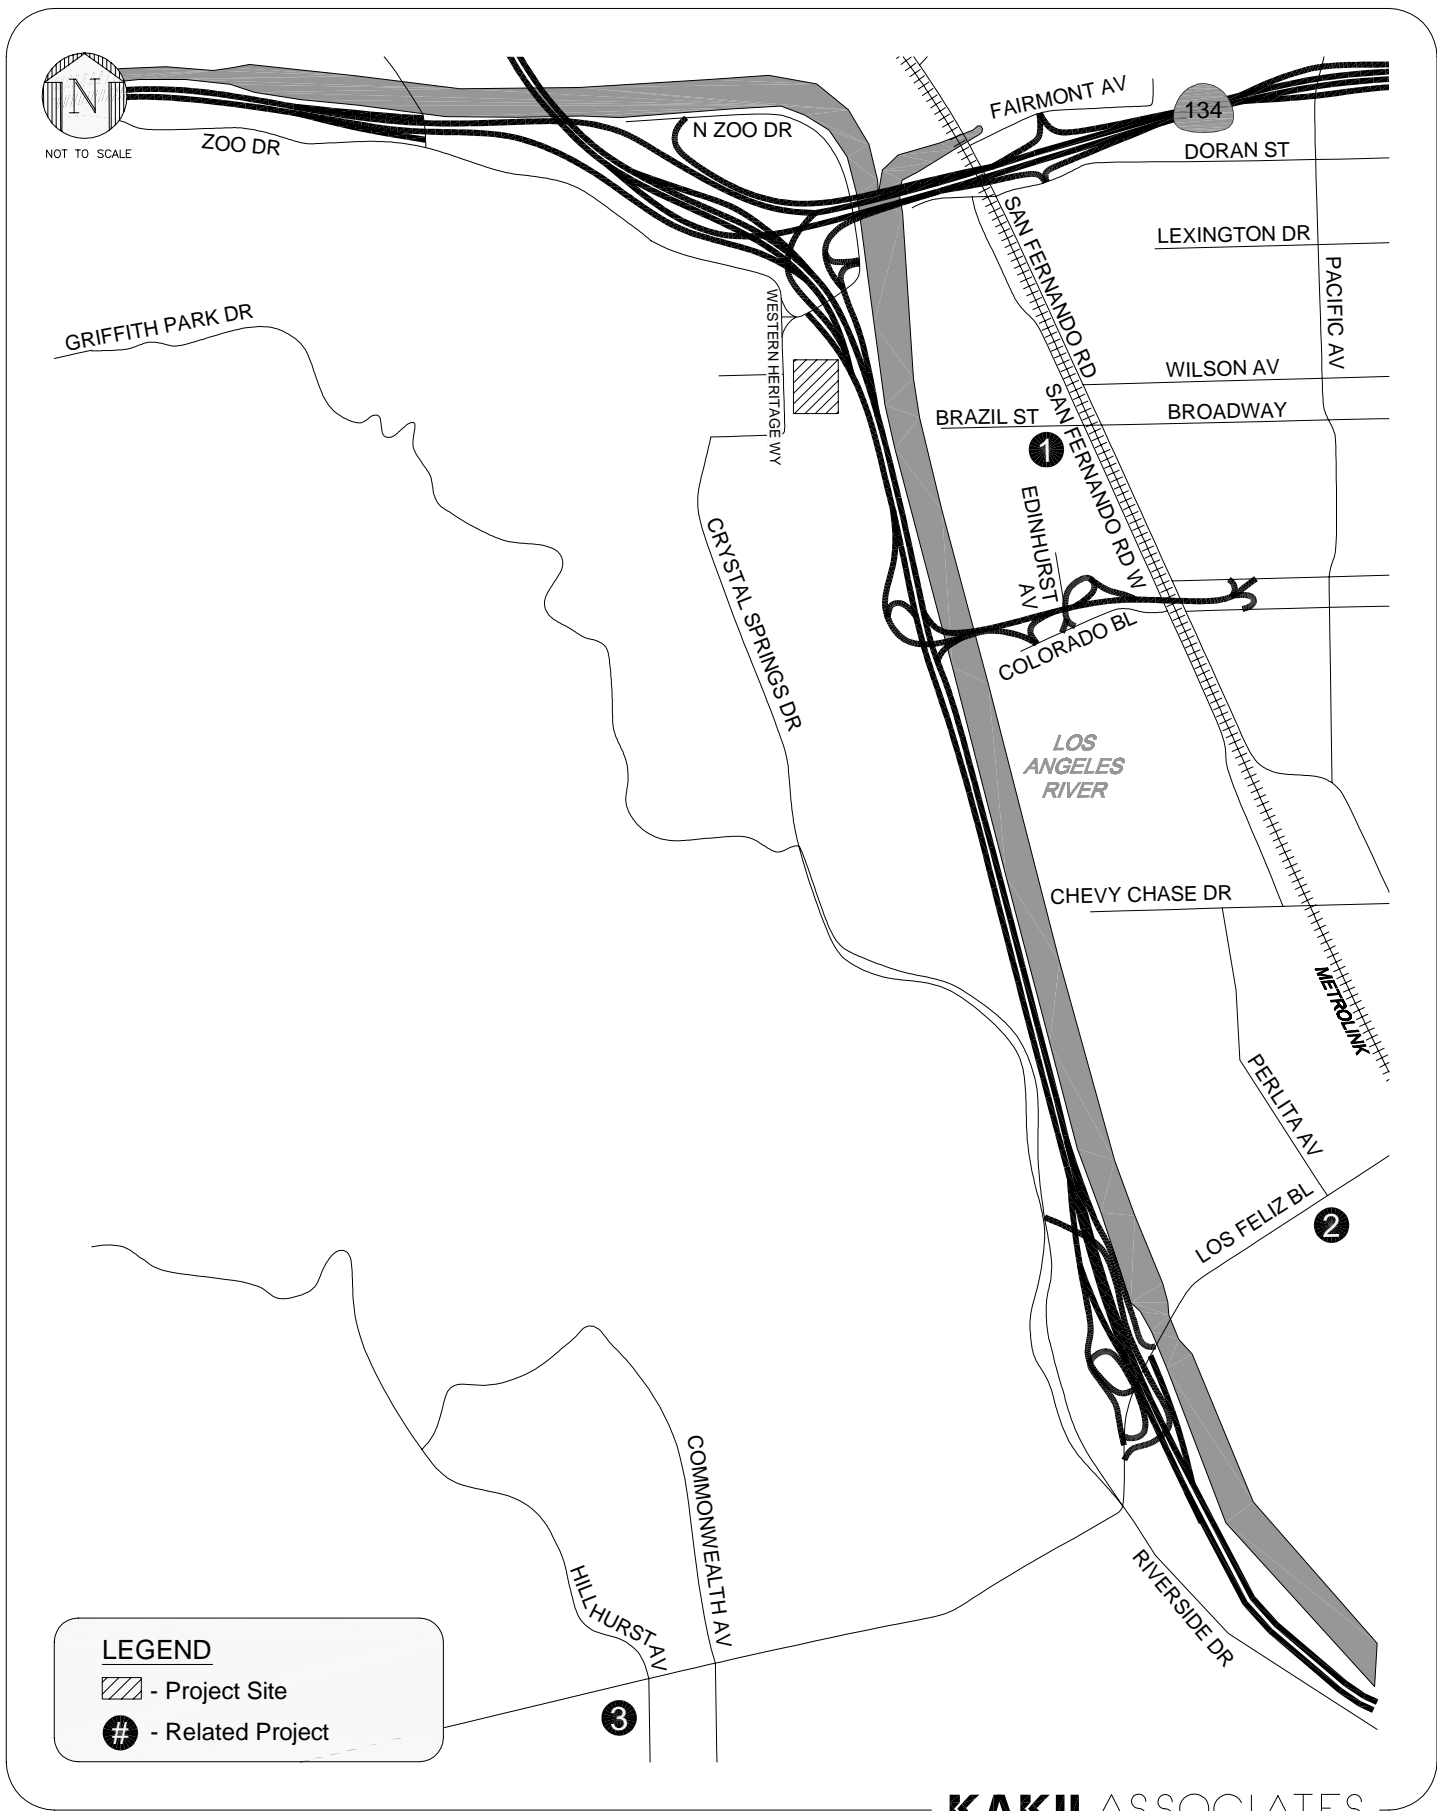 N
NOT TO SCALE
ZOO DR
N ZOO DR
FAIRMONT AV
134
DORAN ST
LEXINGTON DR
PACIFIC AV
SAN FERNANDO RD
GRIFFITH PARK DR
WESTERN HERITAGE WY
WILSON AV
BRAZIL ST
BROADWAY
1
SAN FERNANDO RD W
EDINHURST
AV
CRYSTAL SPRINGS DR
COLORADO BL
LOS
ANGELES
RIVER
CHEVY CHASE DR
METROLINK
PERLITA AV
LOS FELIZ BL
2
COMMONWEALTH AV
HILLHURST AV
RIVERSIDE DR
3
LEGEND
- Project Site
# - Related Project
KAKU ASSOCIATES